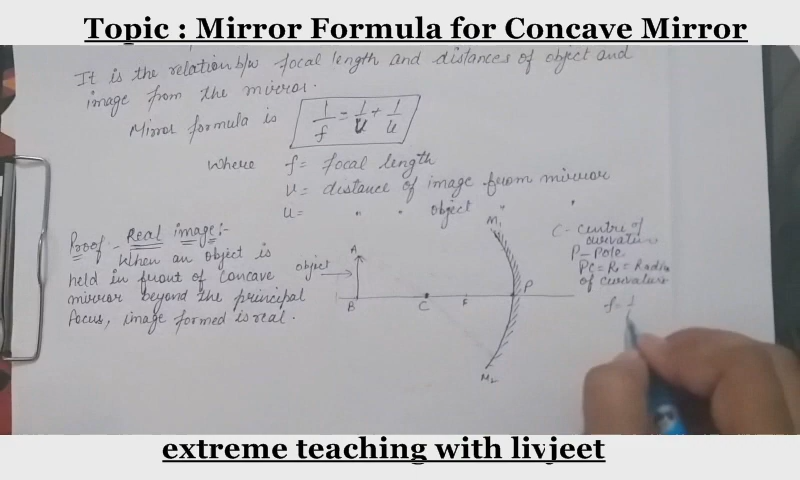 Topic : Mirror Formula for Concave Mirror
It is the relation b/w focal length and distances of object and
image from the mirror.
Mirror formula is 1/f = 1/v + 1/u
where f = focal length
v = distance of image from mirror
u = " " object " "
Proof - Real image :-
When an object is
held in front of concave
mirror beyond the principal
focus, image formed is real.
object
A
B
C
F
P
M1
M2
C - centre of
curvature
P - Pole
PC = R = Radius
of curvature
extreme teaching with livjeet